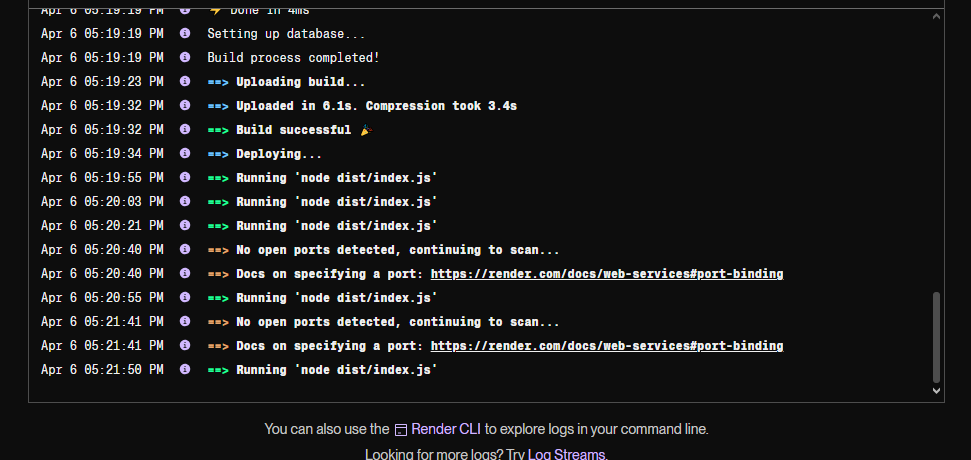 Apr 6 05:19:19 PM ⚡ Done in 4ms
Apr 6 05:19:19 PM Setting up database...
Apr 6 05:19:19 PM Build process completed!
Apr 6 05:19:23 PM ==> Uploading build...
Apr 6 05:19:32 PM ==> Uploaded in 6.1s. Compression took 3.4s
Apr 6 05:19:32 PM ==> Build successful 🎉
Apr 6 05:19:34 PM ==> Deploying...
Apr 6 05:19:55 PM ==> Running 'node dist/index.js'
Apr 6 05:20:03 PM ==> Running 'node dist/index.js'
Apr 6 05:20:21 PM ==> Running 'node dist/index.js'
Apr 6 05:20:40 PM ==> No open ports detected, continuing to scan...
Apr 6 05:20:40 PM ==> Docs on specifying a port: https://render.com/docs/web-services#port-binding
Apr 6 05:20:55 PM ==> Running 'node dist/index.js'
Apr 6 05:21:41 PM ==> No open ports detected, continuing to scan...
Apr 6 05:21:41 PM ==> Docs on specifying a port: https://render.com/docs/web-services#port-binding
Apr 6 05:21:50 PM ==> Running 'node dist/index.js'
You can also use the Render CLI to explore logs in your command line.
Looking for more logs? Try Log Streams.